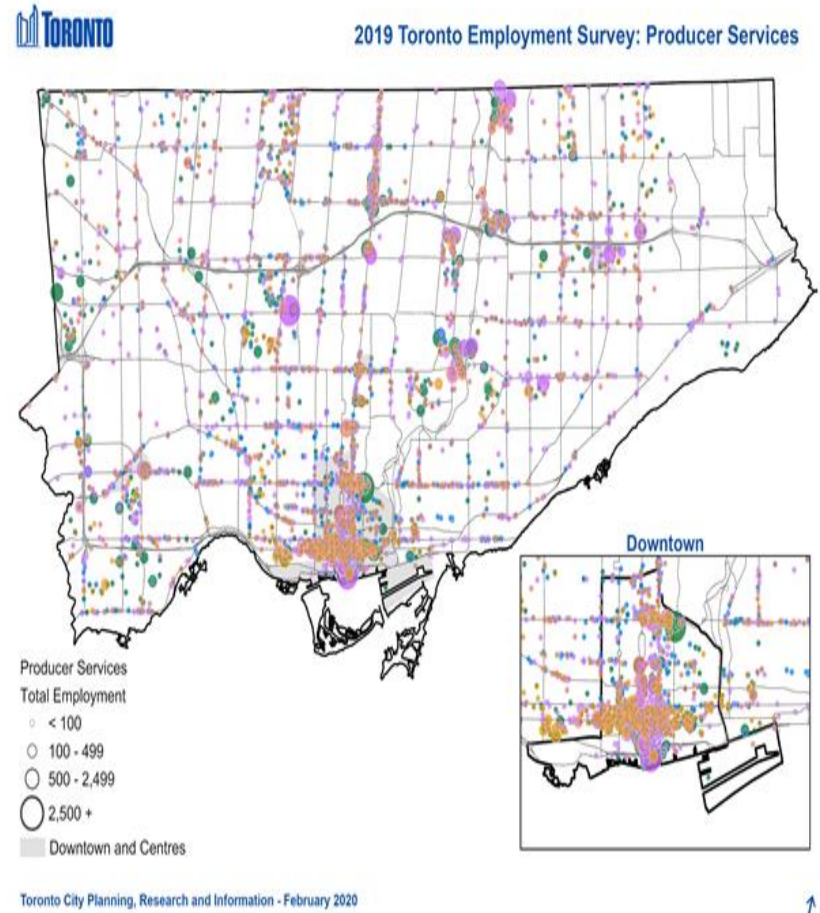 TORONTO
2019 Toronto Employment Survey: Producer Services
Downtown
Producer Services
Total Employment
< 100
100 - 499
500 - 2,499
2,500 +
Downtown and Centres
Toronto City Planning, Research and Information - February 2020